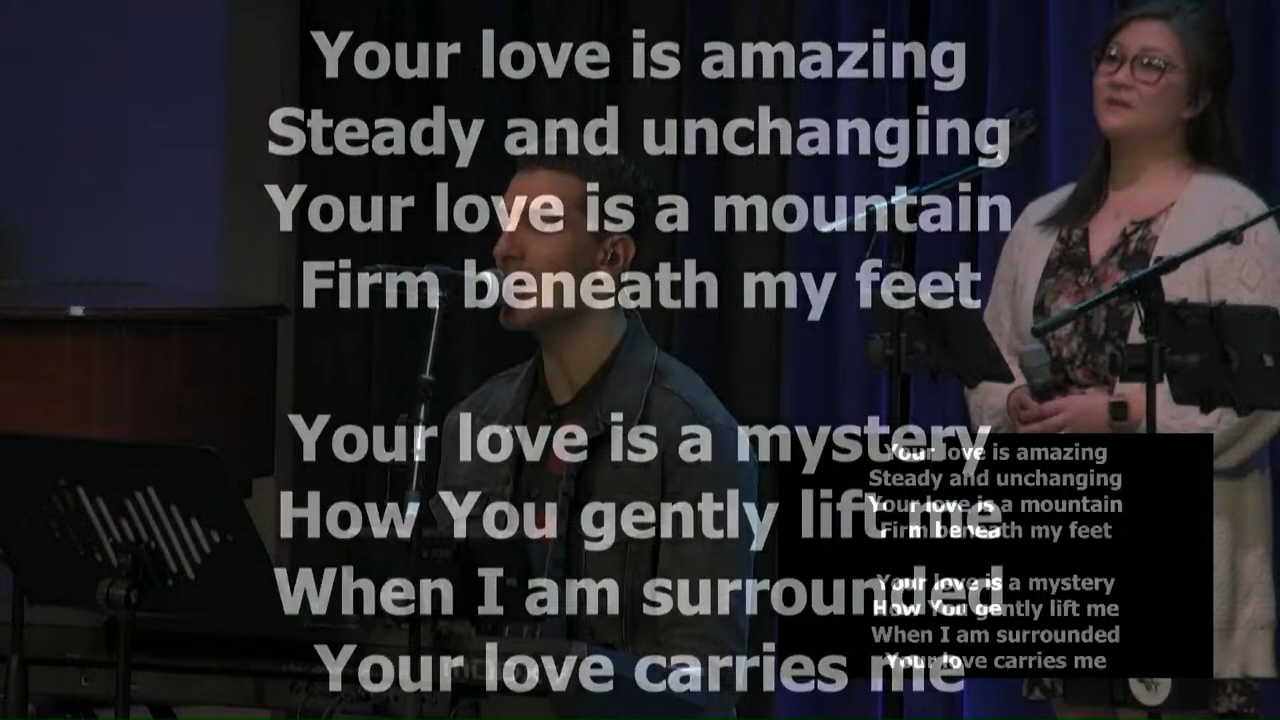 Your love is amazing
Steady and unchanging
Your love is a mountain
Firm beneath my feet
Your love is a mystery
How You gently lift me
When I am surrounded
Your love carries me
Your love is amazing
Steady and unchanging
Your love is a mountain
Firm beneath my feet
Your love is a mystery
How You gently lift me
When I am surrounded
Your love carries me